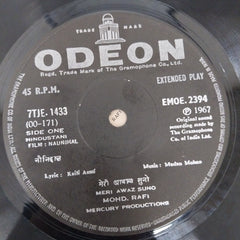 TRADE MARK
ODEON
Regd. Trade Mark of The Gramophone Co.
45 R.P.M.
EXTENDED PLAY
7TJE. 1433
(00-171)
SIDE ONE
HINDUSTANI
FILM: NAUNIHAL
EMOE. 2394
℗ 1967
Original sound
recording made
by The
Gramophone
Co. of India Ltd.
नौनिहाल
Lyric: Kaifi Azmi
Music: Madan Mohan
मेरी आवाज़ सुनो
MERI AWAZ SUNO
MOHD. RAFI
MERCURY PRODUCTIONS